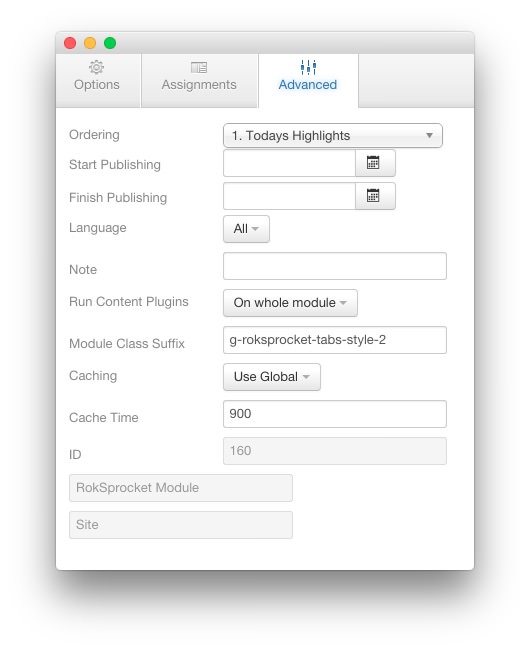 Options Assignments Advanced
Ordering 1. Todays Highlights
Start Publishing
Finish Publishing
Language All
Note
Run Content Plugins On whole module
Module Class Suffix g-roksprocket-tabs-style-2
Caching Use Global
Cache Time 900
ID 160
RokSprocket Module
Site